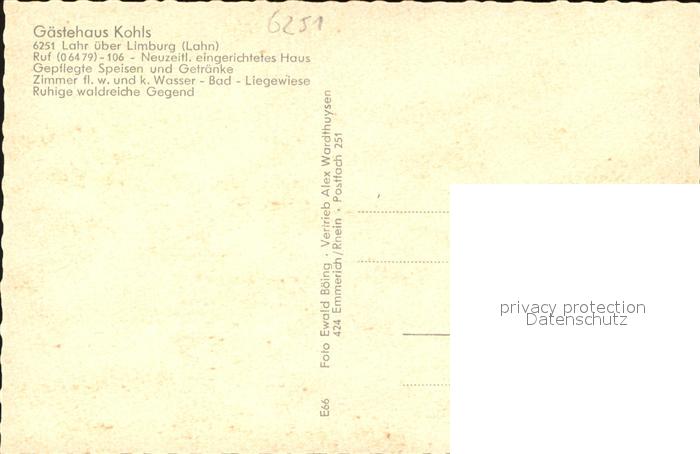 6251
Gästehaus Kohls
6251 Lahr über Limburg (Lahn)
Ruf (06479)-106 - Neuzeitl. eingerichtetes Haus
Gepflegte Speisen und Getränke
Zimmer fl. w. und k. Wasser - Bad - Liegewiese
Ruhige waldreiche Gegend
E66 Foto Ewald Böing · Vertrieb Alex Wardthuysen
424 Emmerich/Rhein · Postfach 251
privacy protection
Datenschutz